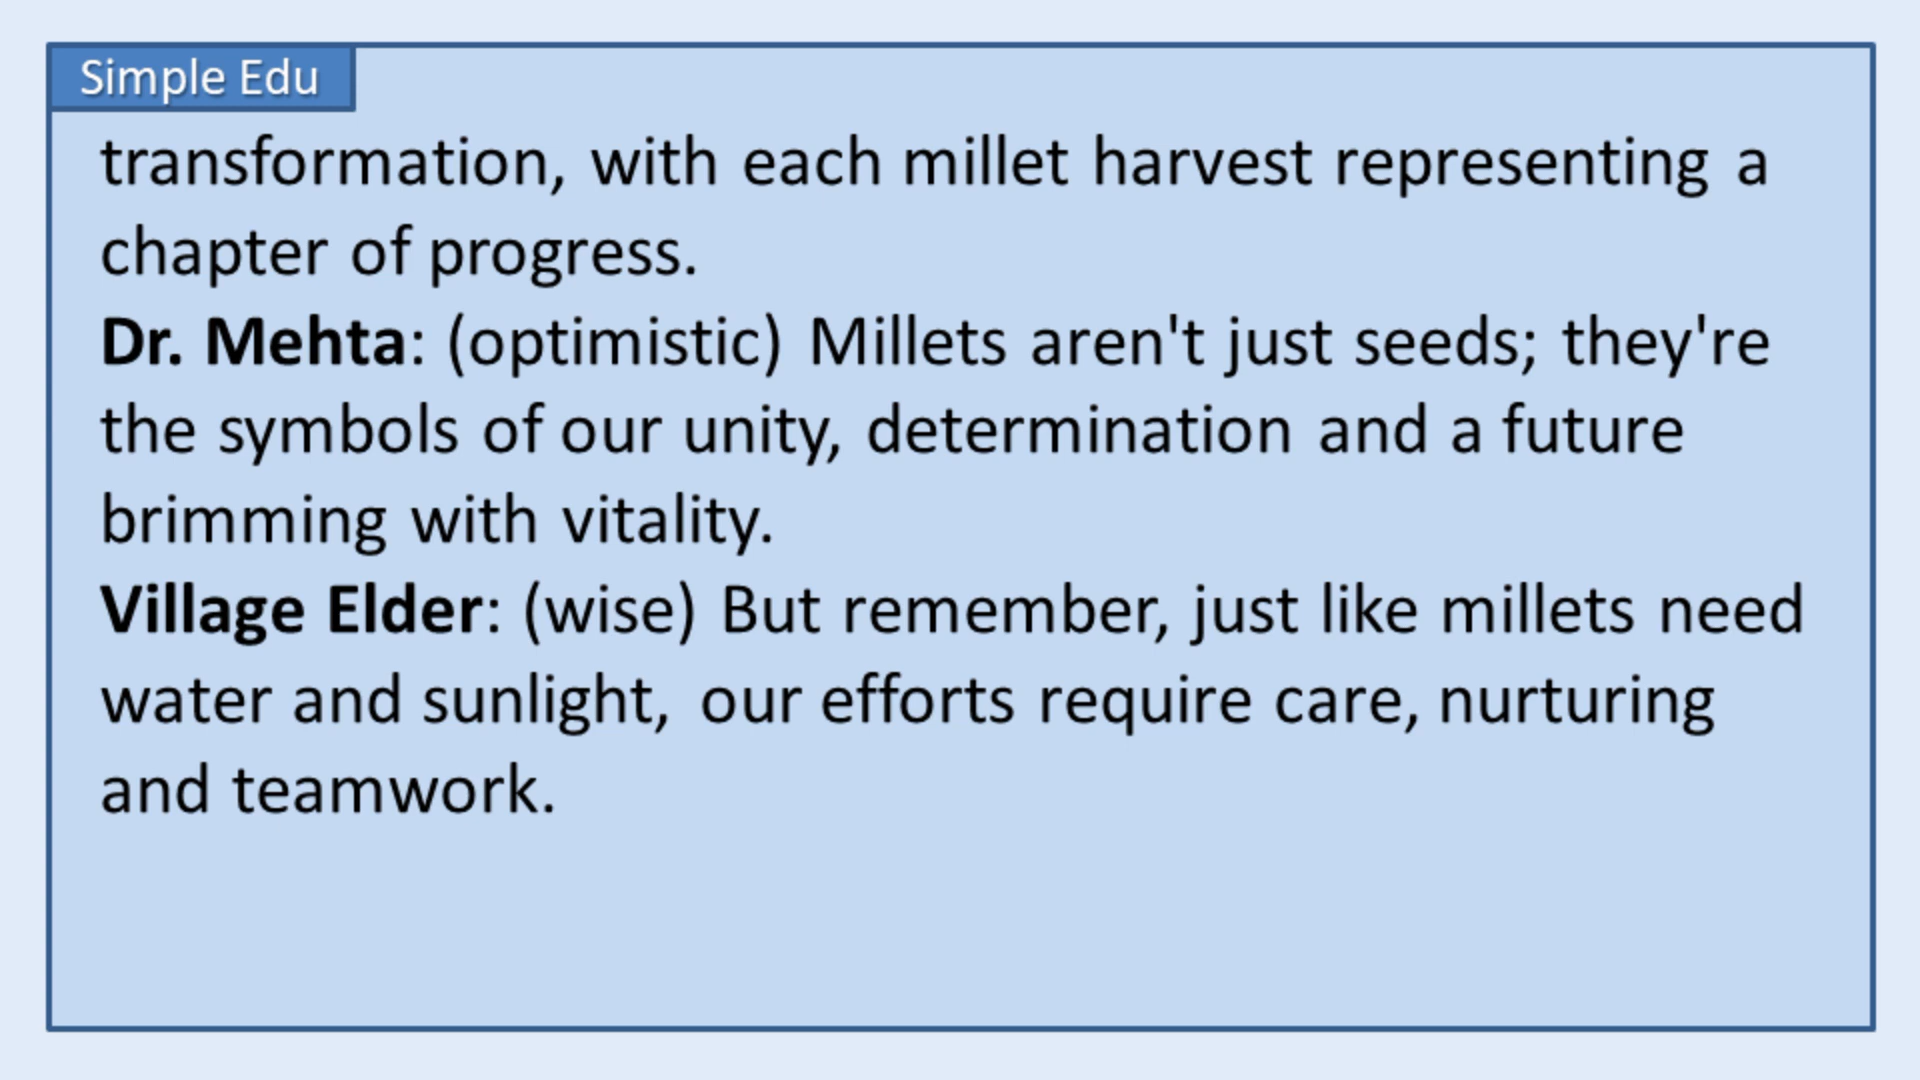 Simple Edu
transformation, with each millet harvest representing a
chapter of progress.
Dr. Mehta: (optimistic) Millets aren't just seeds; they're
the symbols of our unity, determination and a future
brimming with vitality.
Village Elder: (wise) But remember, just like millets need
water and sunlight, our efforts require care, nurturing
and teamwork.